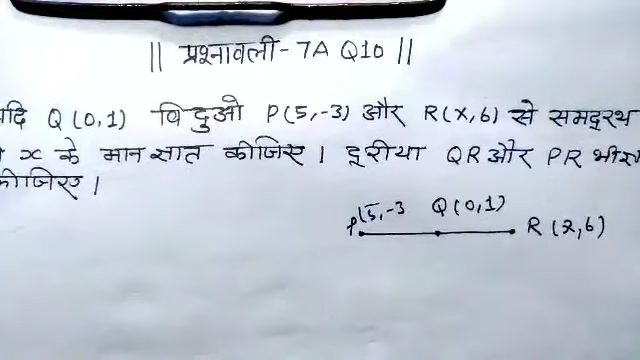 || प्रश्नावली - 7A Q10 ||
यदि Q(0,1) विदुओ P(5,-3) और R(x,6) से समदूरथ
x के मान सात कीजिए । दूरीया QR और PR भी
कीजिए ।
P(5,-3 Q(0,1) R(x,6)